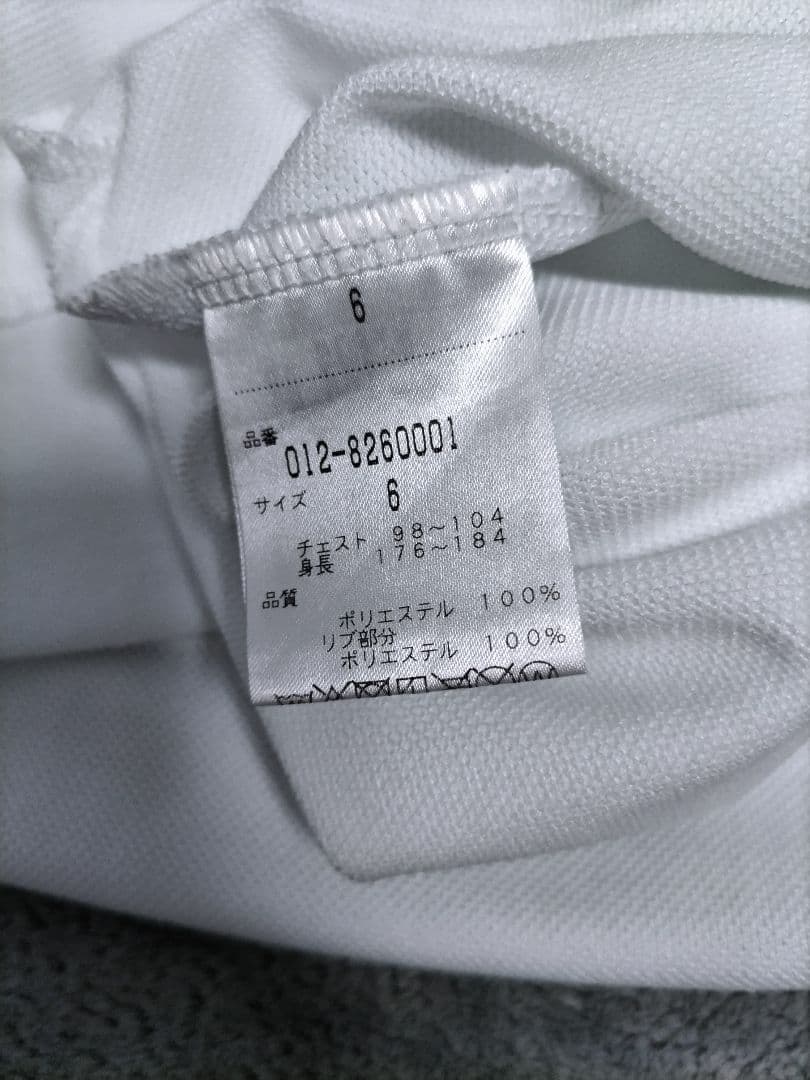 6
品番
012-8260001
サイズ 6
チェスト 98～104
身長 176～184
品質
ポリエステル 100%
リブ部分
ポリエステル 100%